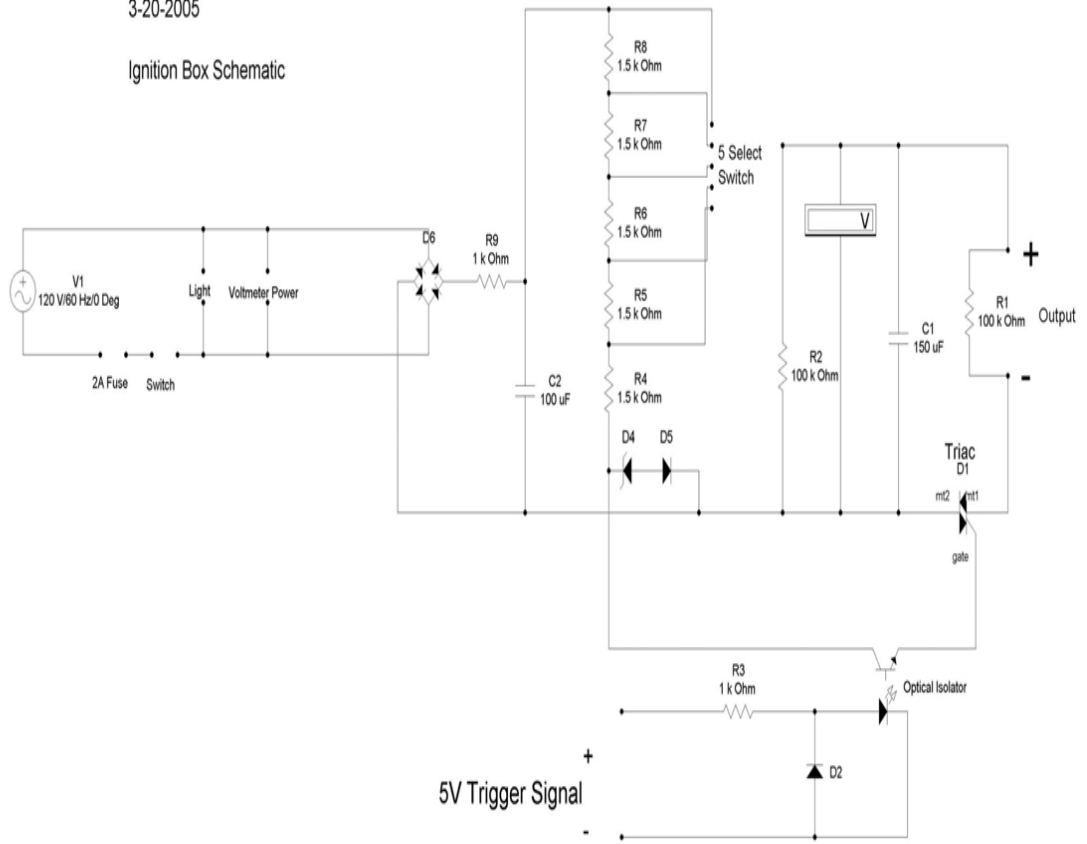 3-20-2005
Ignition Box Schematic
R8
1.5 k Ohm
R7
1.5 k Ohm
5 Select
Switch
R6
1.5 k Ohm
V
D6
R9
1 k Ohm
V1
120 V/60 Hz/0 Deg
Light
Voltmeter Power
+
R5
1.5 k Ohm
R1
100 k Ohm
Output
C1
150 uF
R2
100 k Ohm
-
2A Fuse
Switch
C2
100 uF
R4
1.5 k Ohm
D4
D5
Triac
D1
mt2
mt1
gate
R3
1 k Ohm
Optical Isolator
+
5V Trigger Signal
D2
-